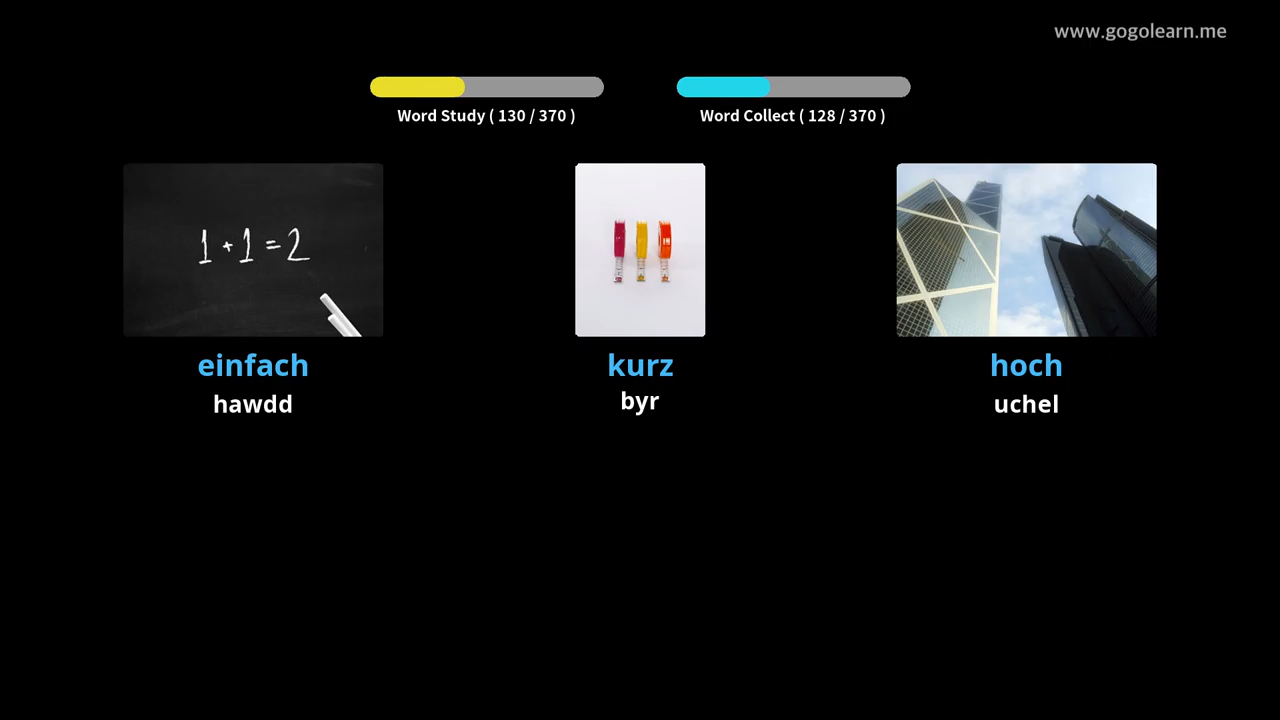 www.gogolearn.me
Word Study ( 130 / 370 )
Word Collect ( 128 / 370 )
1 + 1 = 2
einfach
hawdd
kurz
byr
hoch
uchel